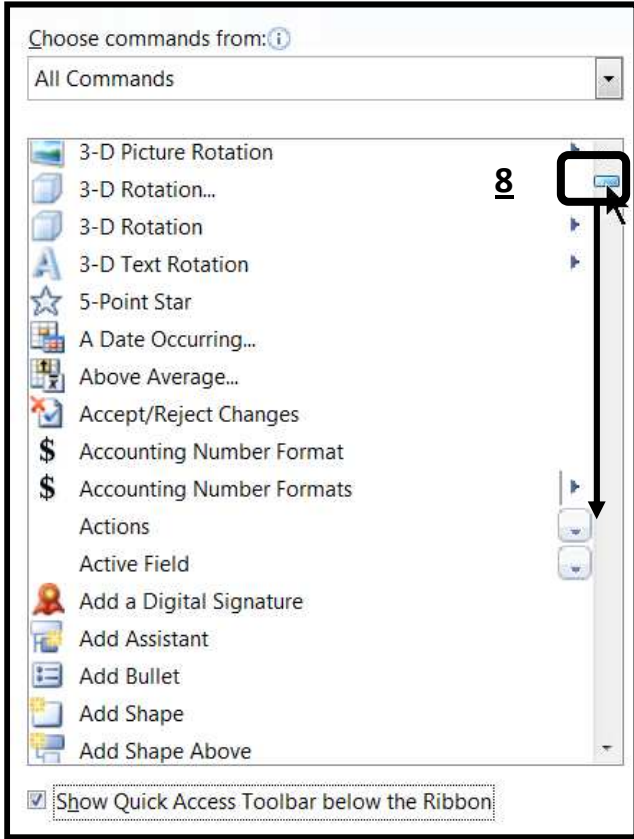 Choose commands from:
All Commands
3-D Picture Rotation
8
3-D Rotation...
3-D Rotation
3-D Text Rotation
5-Point Star
A Date Occurring...
Above Average...
Accept/Reject Changes
$ Accounting Number Format
$ Accounting Number Formats
Actions
Active Field
Add a Digital Signature
Add Assistant
Add Bullet
Add Shape
Add Shape Above
Show Quick Access Toolbar below the Ribbon